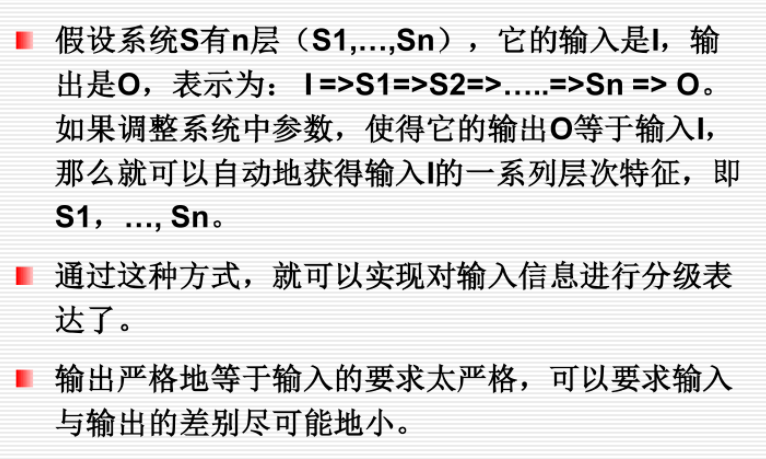 假设系统S有n层（S1,…,Sn），它的输入是I，输
出是O，表示为： I =>S1=>S2=>…..=>Sn => O。
如果调整系统中参数，使得它的输出O等于输入I，
那么就可以自动地获得输入I的一系列层次特征，即
S1， …, Sn。
通过这种方式，就可以实现对输入信息进行分级表
达了。
输出严格地等于输入的要求太严格，可以要求输入
与输出的差别尽可能地小。